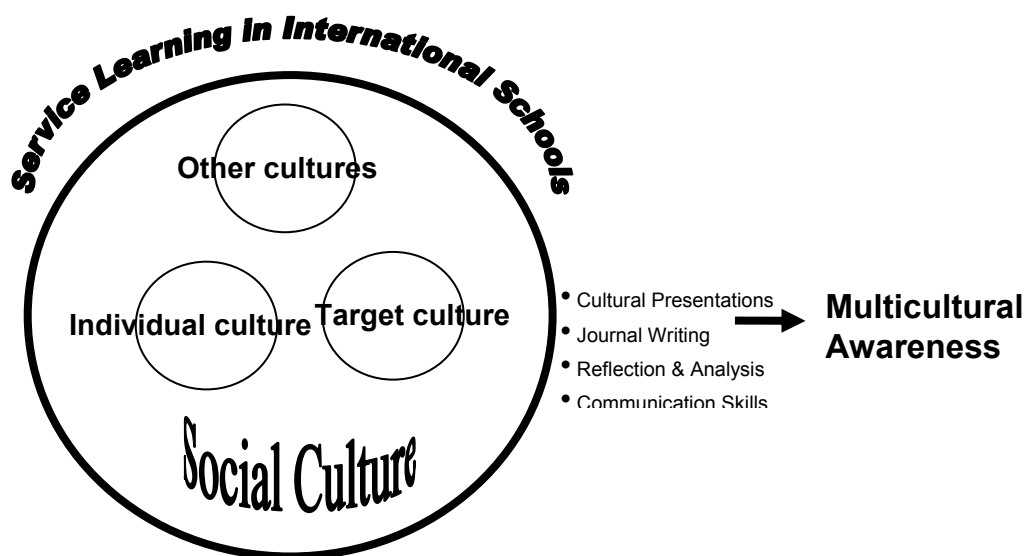 Service Learning in International Schools
Other cultures
Individual culture
Target culture
Social Culture
• Cultural Presentations
• Journal Writing
• Reflection & Analysis
• Communication Skills
Multicultural
Awareness